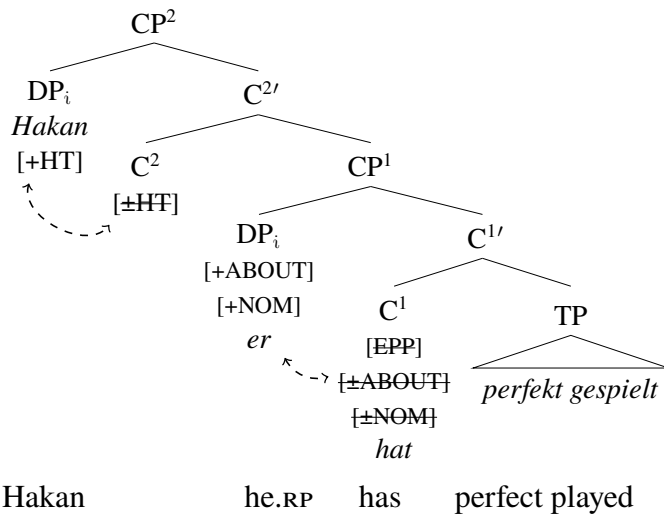 CP²
DPᵢ C²′
Hakan
[+HT] C² CP¹
[±HT]
DPᵢ C¹′
[+ABOUT]
[+NOM] C¹ TP
er [EPP]
[±ABOUT] perfekt gespielt
[±NOM]
hat
Hakan he.RP has perfect played